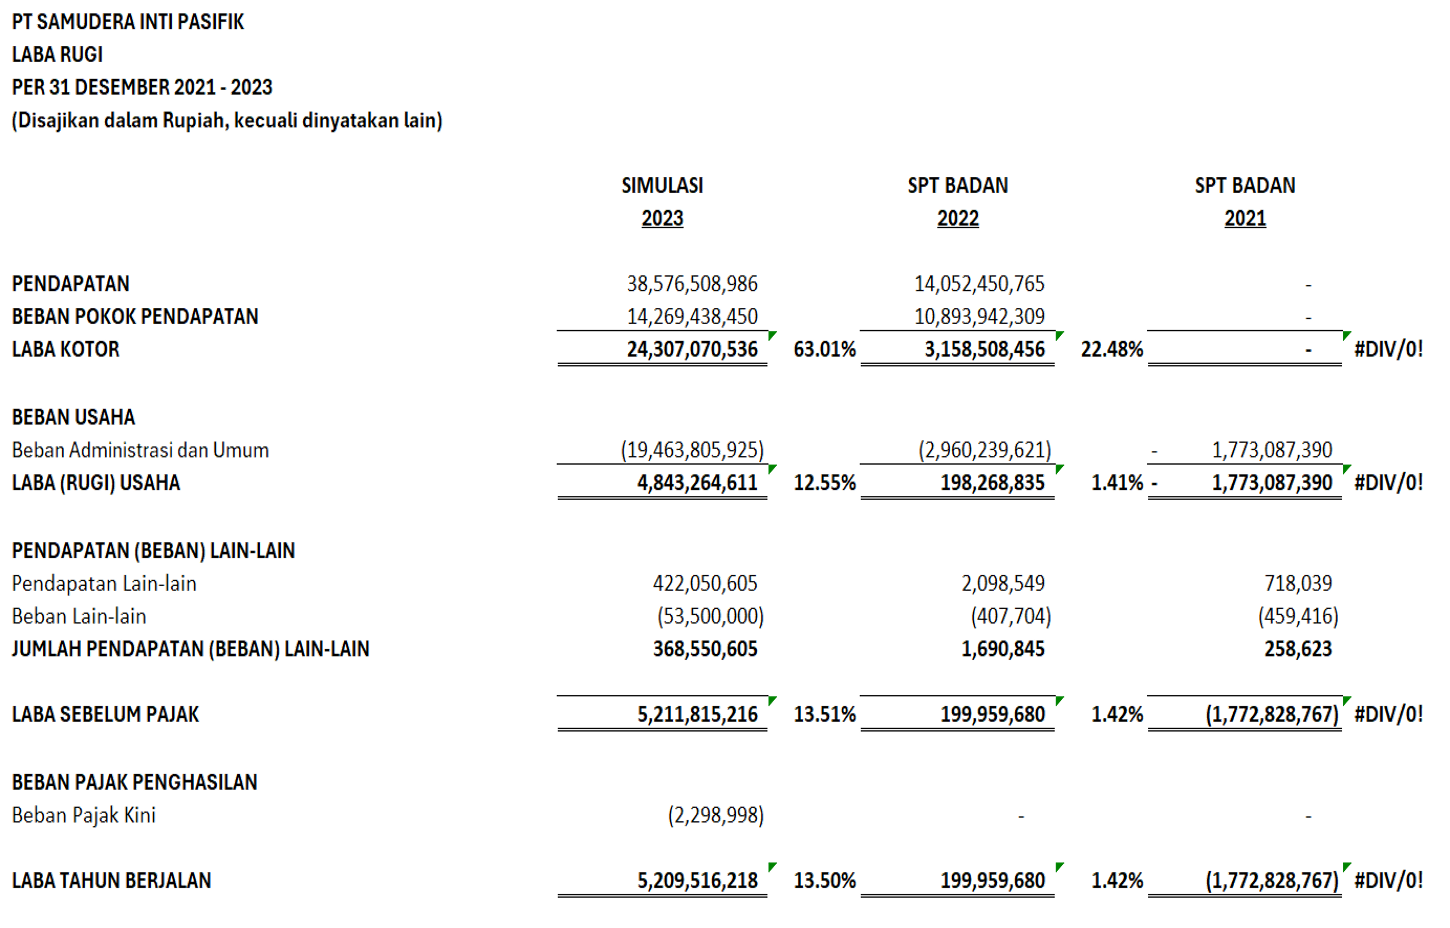 PT SAMUDERA INTI PASIFIK
LABA RUGI
PER 31 DESEMBER 2021 - 2023
(Disajikan dalam Rupiah, kecuali dinyatakan lain)
SIMULASI SPT BADAN SPT BADAN
2023 2022 2021
PENDAPATAN 38,576,508,986 14,052,450,765 -
BEBAN POKOK PENDAPATAN 14,269,438,450 10,893,942,309 -
LABA KOTOR 24,307,070,536 63.01% 3,158,508,456 22.48% - #DIV/0!
BEBAN USAHA
Beban Administrasi dan Umum (19,463,805,925) (2,960,239,621) - 1,773,087,390
LABA (RUGI) USAHA 4,843,264,611 12.55% 198,268,835 1.41% - 1,773,087,390 #DIV/0!
PENDAPATAN (BEBAN) LAIN-LAIN
Pendapatan Lain-lain 422,050,605 2,098,549 718,039
Beban Lain-lain (53,500,000) (407,704) (459,416)
JUMLAH PENDAPATAN (BEBAN) LAIN-LAIN 368,550,605 1,690,845 258,623
LABA SEBELUM PAJAK 5,211,815,216 13.51% 199,959,680 1.42% (1,772,828,767) #DIV/0!
BEBAN PAJAK PENGHASILAN
Beban Pajak Kini (2,298,998) - -
LABA TAHUN BERJALAN 5,209,516,218 13.50% 199,959,680 1.42% (1,772,828,767) #DIV/0!